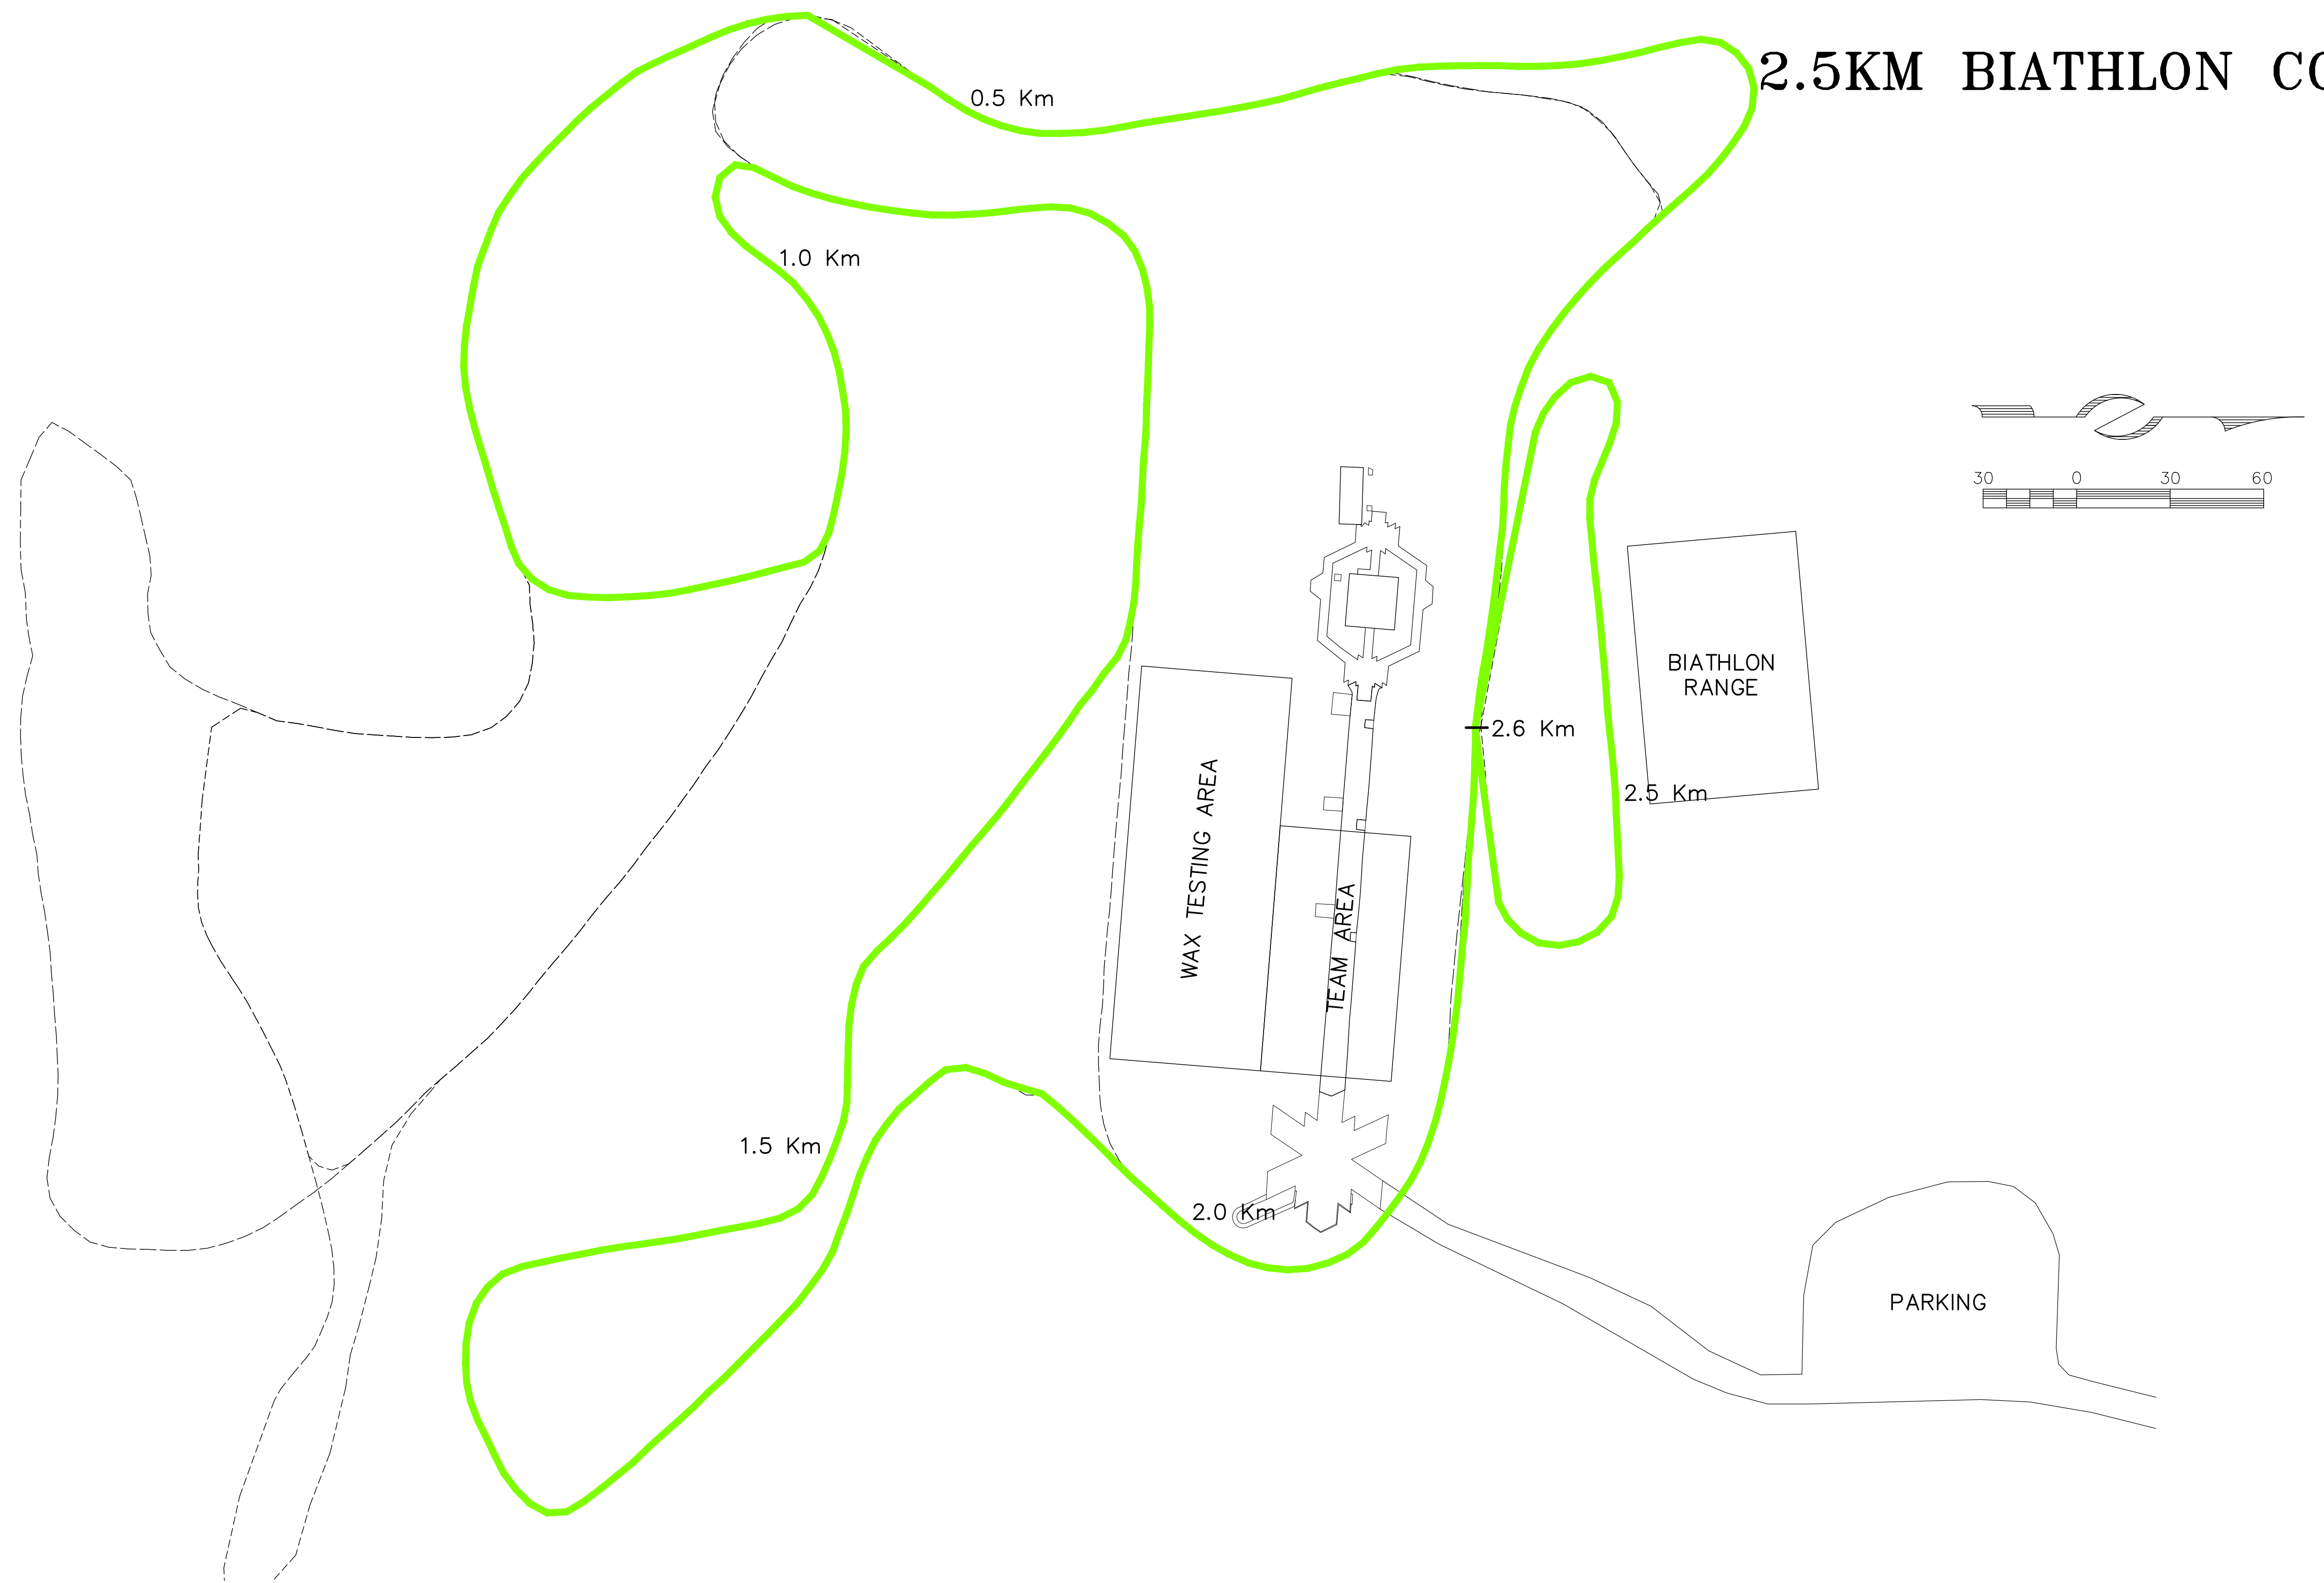 2.5KM BIATHLON CO
0.5 Km
1.0 Km
30 0 30 60
BIATHLON
RANGE
2.6 Km
2.5 Km
WAX TESTING AREA
TEAM AREA
1.5 Km
2.0 Km
PARKING